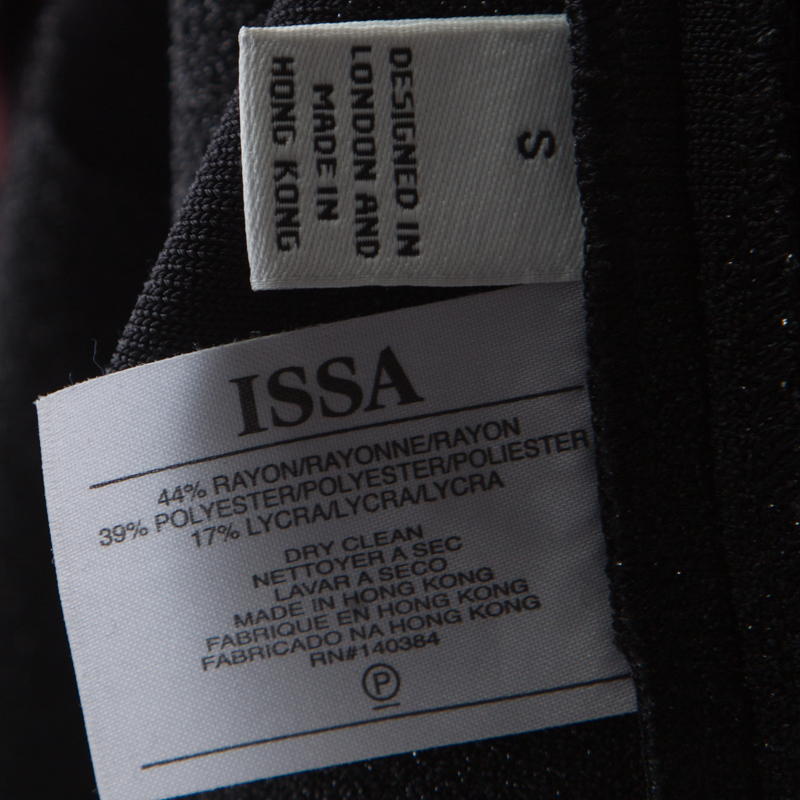 S
DESIGNED IN
LONDON AND
MADE IN
HONG KONG
ISSA
44% RAYON/RAYONNE/RAYON
39% POLYESTER/POLYESTER/POLIESTER
17% LYCRA/LYCRA/LYCRA
DRY CLEAN
NETTOYER A SEC
LAVAR A SECO
MADE IN HONG KONG
FABRIQUE EN HONG KONG
FABRICADO NA HONG KONG
RN#140384
P